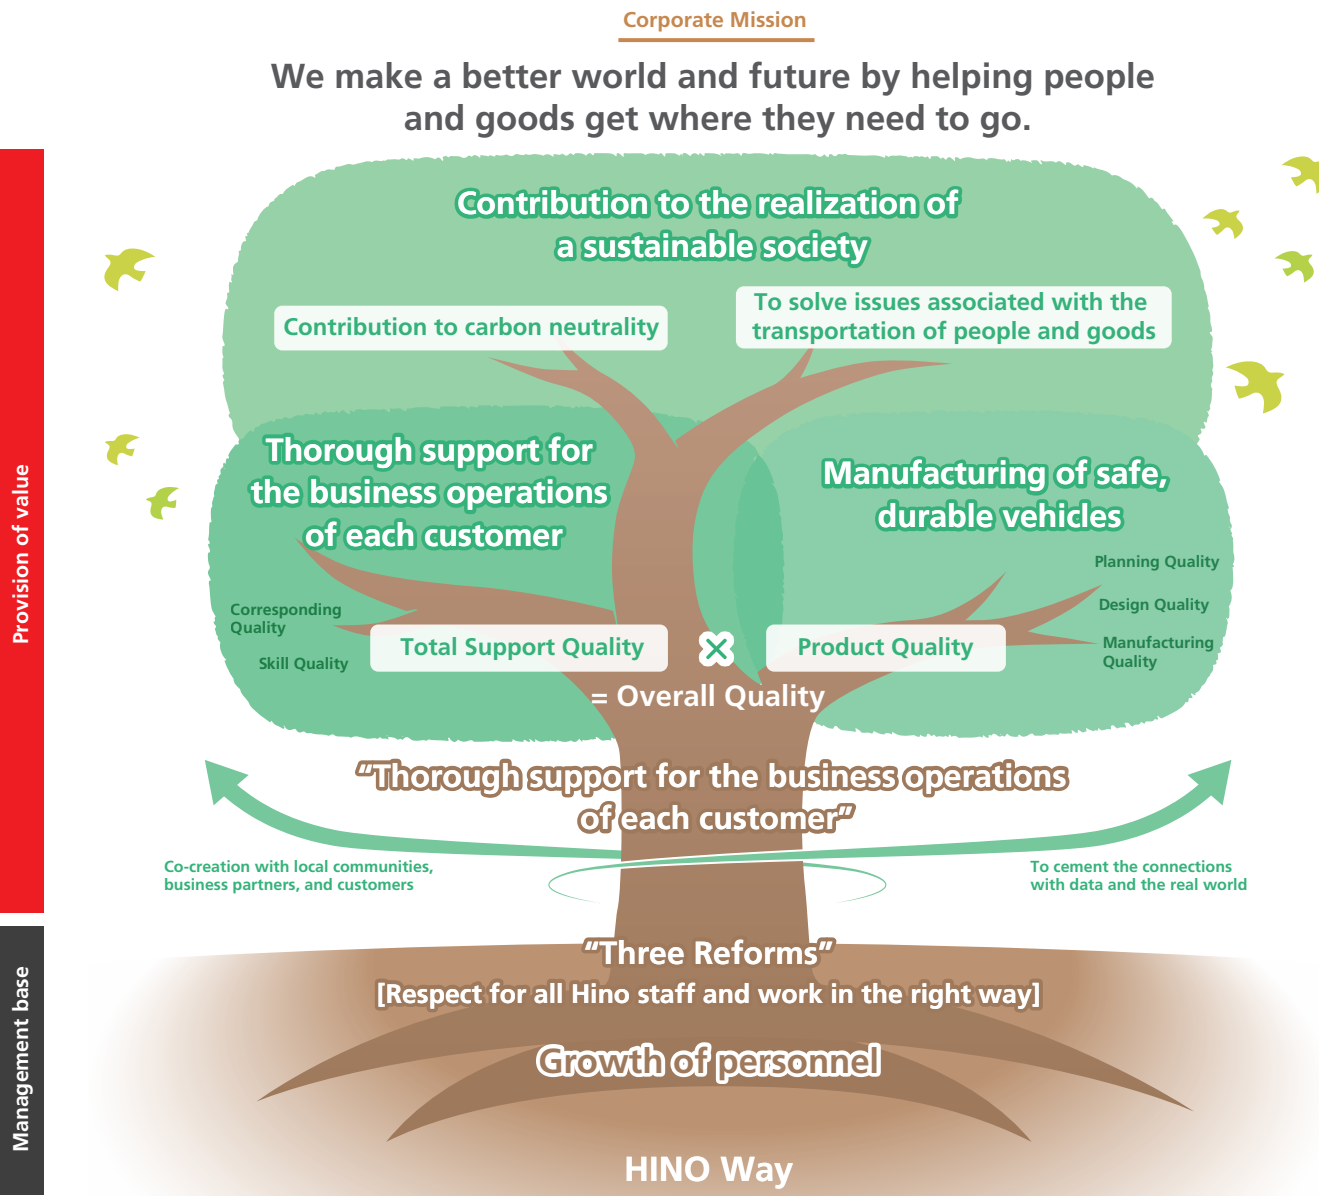 Corporate Mission
We make a better world and future by helping people
and goods get where they need to go.
Contribution to the realization of
a sustainable society
Contribution to carbon neutrality
To solve issues associated with the
transportation of people and goods
Thorough support for
the business operations
of each customer
Manufacturing of safe,
durable vehicles
Planning Quality
Design Quality
Manufacturing
Quality
Corresponding
Quality
Skill Quality
Total Support Quality
×
Product Quality
= Overall Quality
“Thorough support for the business operations
of each customer”
Co-creation with local communities,
business partners, and customers
To cement the connections
with data and the real world
“Three Reforms”
[Respect for all Hino staff and work in the right way]
Growth of personnel
HINO Way
Provision of value
Management base